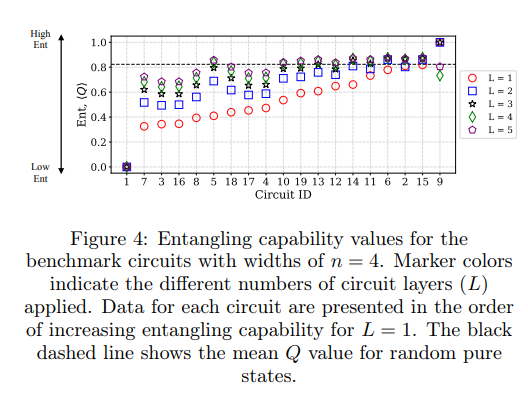 High
Ent
Low
Ent
Ent, ⟨Q⟩
1.0
0.8
0.6
0.4
0.2
0.0
1 7 3 16 8 5 18 17 4 10 19 13 12 14 11 6 2 15 9
Circuit ID
L = 1
L = 2
L = 3
L = 4
L = 5
Figure 4: Entangling capability values for the
benchmark circuits with widths of n = 4. Marker colors
indicate the different numbers of circuit layers (L)
applied. Data for each circuit are presented in the order
of increasing entangling capability for L = 1. The black
dashed line shows the mean Q value for random pure
states.